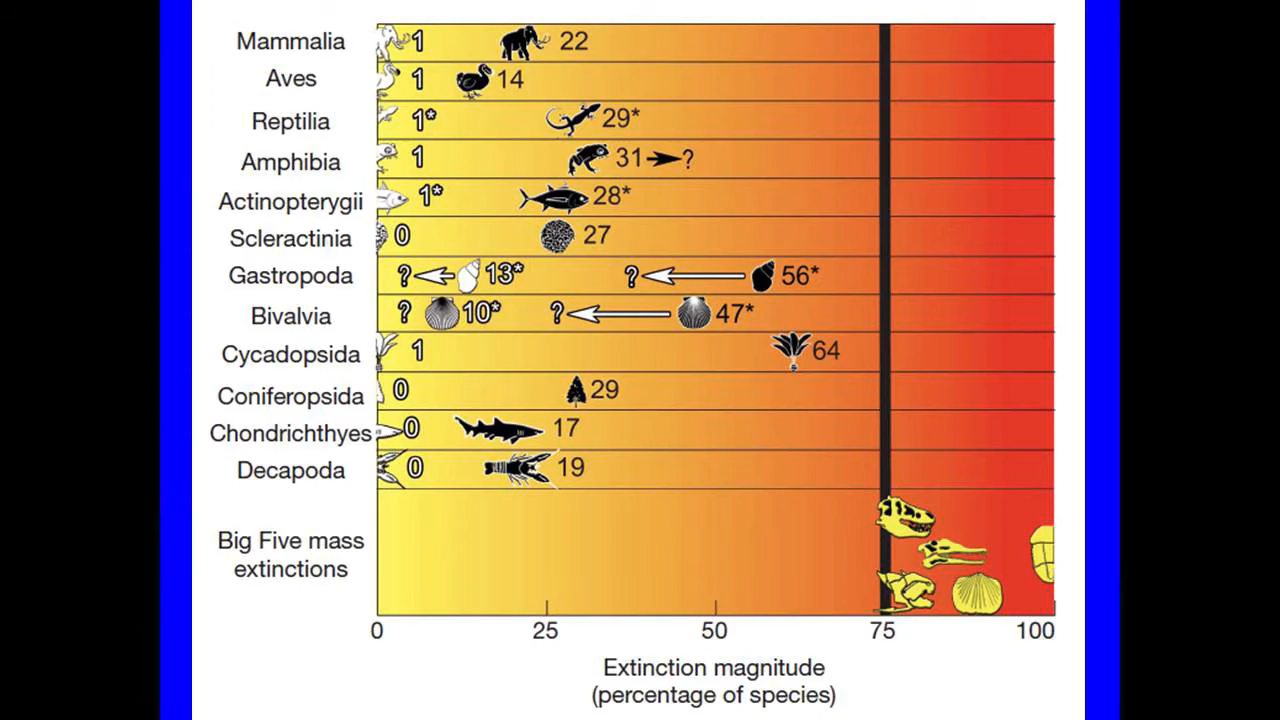 Mammalia 1 22
Aves 1 14
Reptilia 1* 29*
Amphibia 1 31 ?
Actinopterygii 1* 28*
Scleractinia 0 27
Gastropoda ? 13* ? 56*
Bivalvia ? 10* ? 47*
Cycadopsida 1 64
Coniferopsida 0 29
Chondrichthyes 0 17
Decapoda 0 19
Big Five mass
extinctions
0 25 50 75 100
Extinction magnitude
(percentage of species)